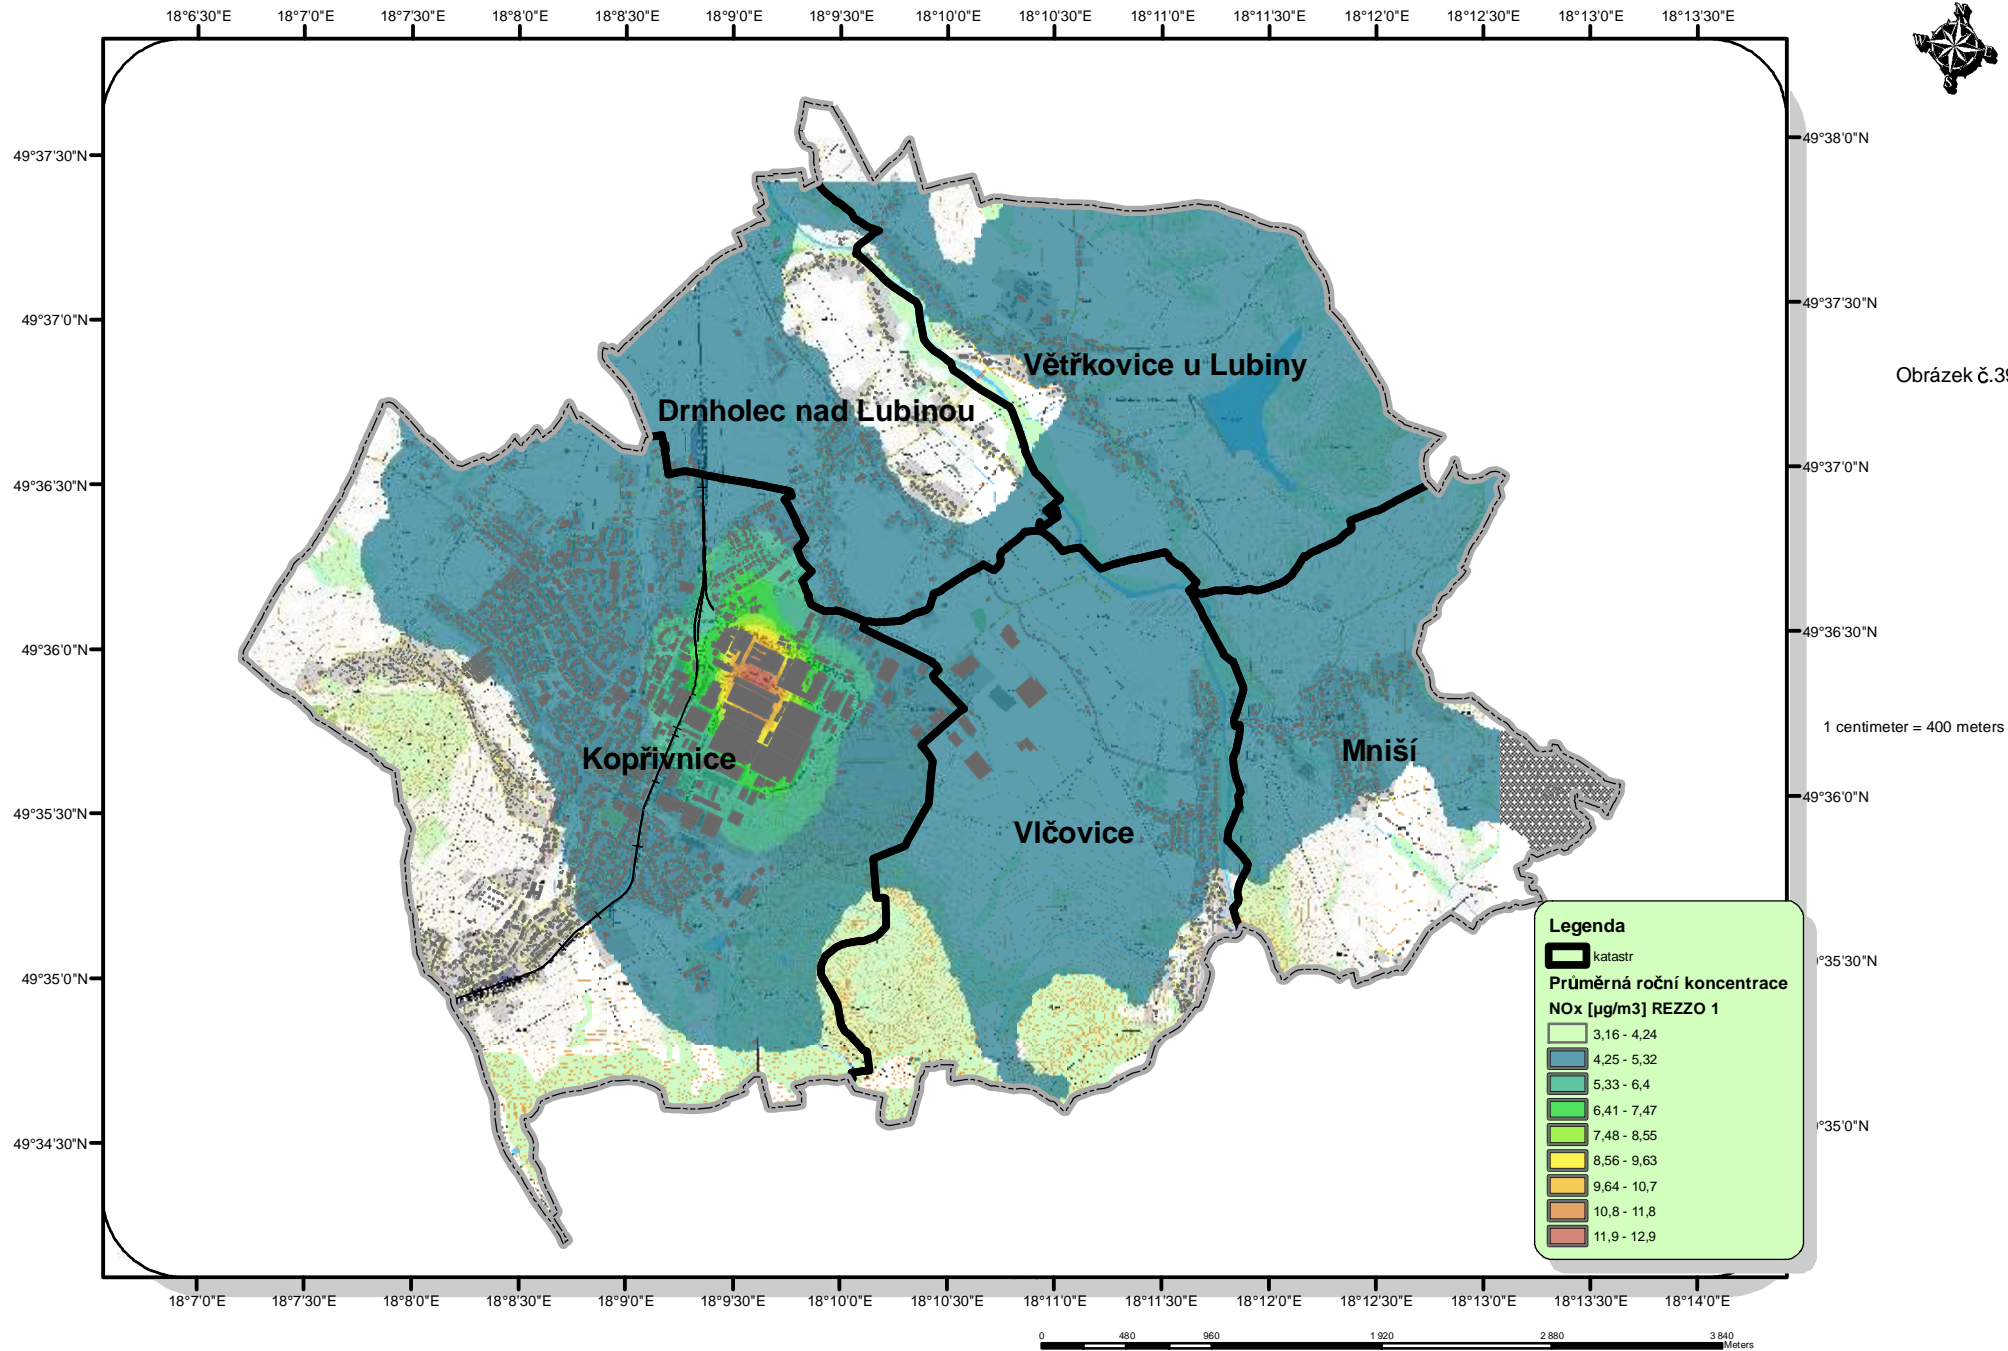 18°6'30"E 18°7'0"E 18°7'30"E 18°8'0"E 18°8'30"E 18°9'0"E 18°9'30"E 18°10'0"E 18°10'30"E 18°11'0"E 18°11'30"E 18°12'0"E 18°12'30"E 18°13'0"E 18°13'30"E
N
W
E
S
49°38'0"N
49°37'30"N
49°37'30"N
49°37'0"N
Větřkovice u Lubiny
Obrázek č.39
Drnholec nad Lubinou
49°37'0"N
49°36'30"N
49°36'30"N
49°36'0"N
1 centimeter = 400 meters
Mniší
Kopřivnice
49°36'0"N
49°35'30"N
Vlčovice
Legenda
katastr
°35'30"N
49°35'0"N
Průměrná roční koncentrace
NOx [µg/m3] REZZO 1
3,16 - 4,24
4,25 - 5,32
5,33 - 6,4
6,41 - 7,47
°35'0"N
7,48 - 8,55
49°34'30"N
8,56 - 9,63
9,64 - 10,7
10,8 - 11,8
11,9 - 12,9
18°7'0"E 18°7'30"E 18°8'0"E 18°8'30"E 18°9'0"E 18°9'30"E 18°10'0"E 18°10'30"E 18°11'0"E 18°11'30"E 18°12'0"E 18°12'30"E 18°13'0"E 18°13'30"E 18°14'0"E
0 480 960 1 920 2 880 3 840
Meters